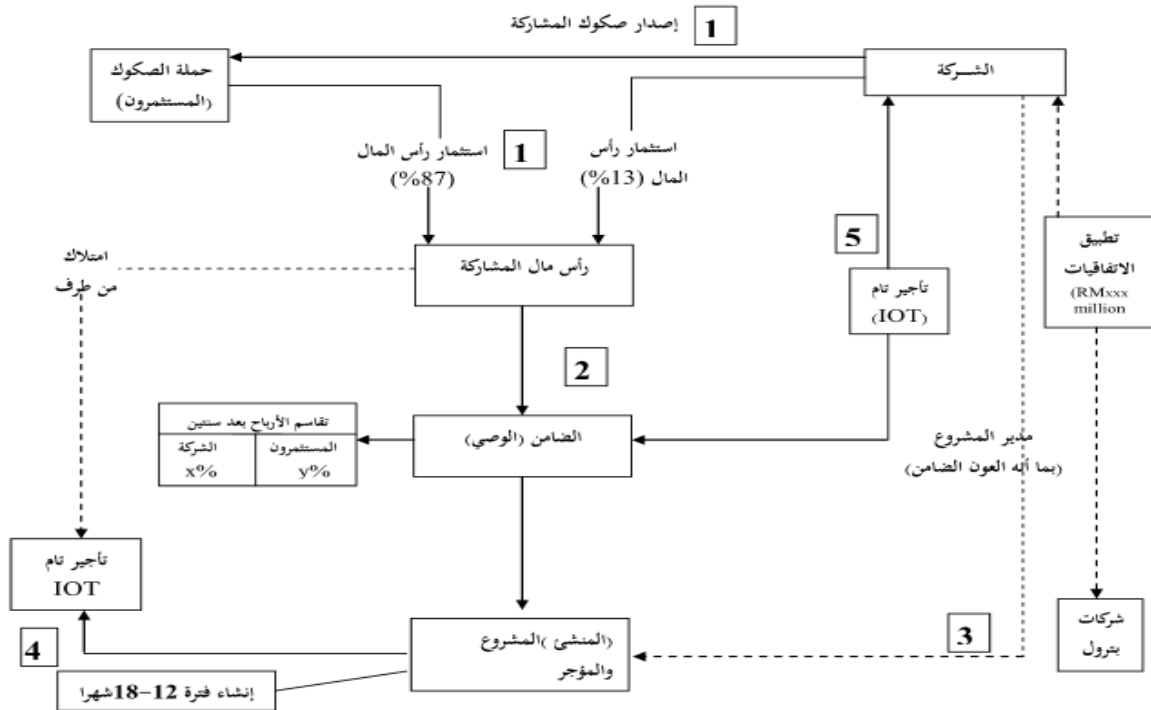 إصدار صكوك المشاركة
1
الشـــركة
حملة الصكوك
(المستثمرون)
1
استثمار رأس المال
(87%)
استثمار رأس
المال (13%)
5
تطبيق
الاتفاقيات
(RMxxx
million
امتلاك
من طرف
رأس مال المشاركة
تأجير تام
(IOT)
2
تقاسم الأرباح بعد سنتين
المستثمرون
y%
الشركة
x%
الضامن (الوصي)
مدير المشروع
(بما أنه العون الضامن)
تأجير تام
IOT
3
شركات
بترول
4
(المنشئ )المشروع
والمؤجر
إنشاء فترة 12–18شهرا